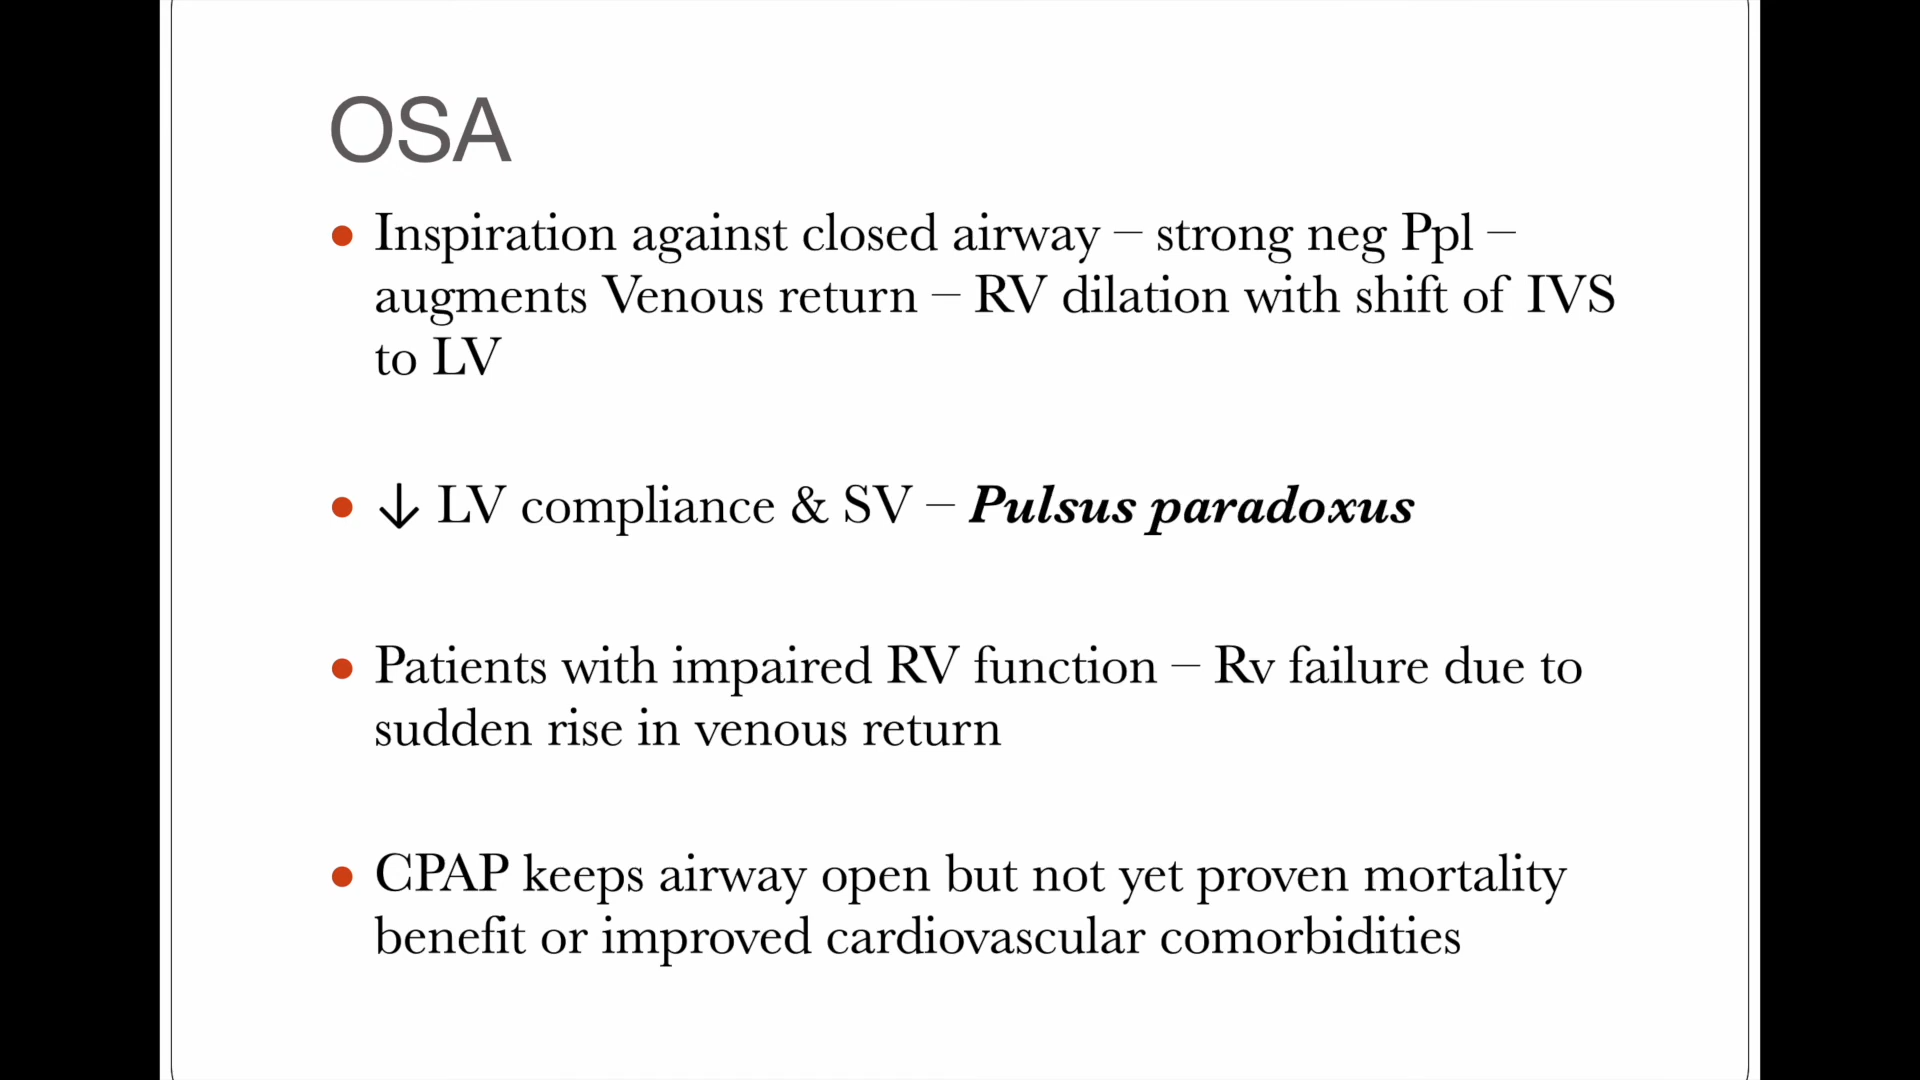 OSA
• Inspiration against closed airway – strong neg Ppl –
augments Venous return – RV dilation with shift of IVS
to LV
• ↓ LV compliance & SV – Pulsus paradoxus
• Patients with impaired RV function – Rv failure due to
sudden rise in venous return
• CPAP keeps airway open but not yet proven mortality
benefit or improved cardiovascular comorbidities